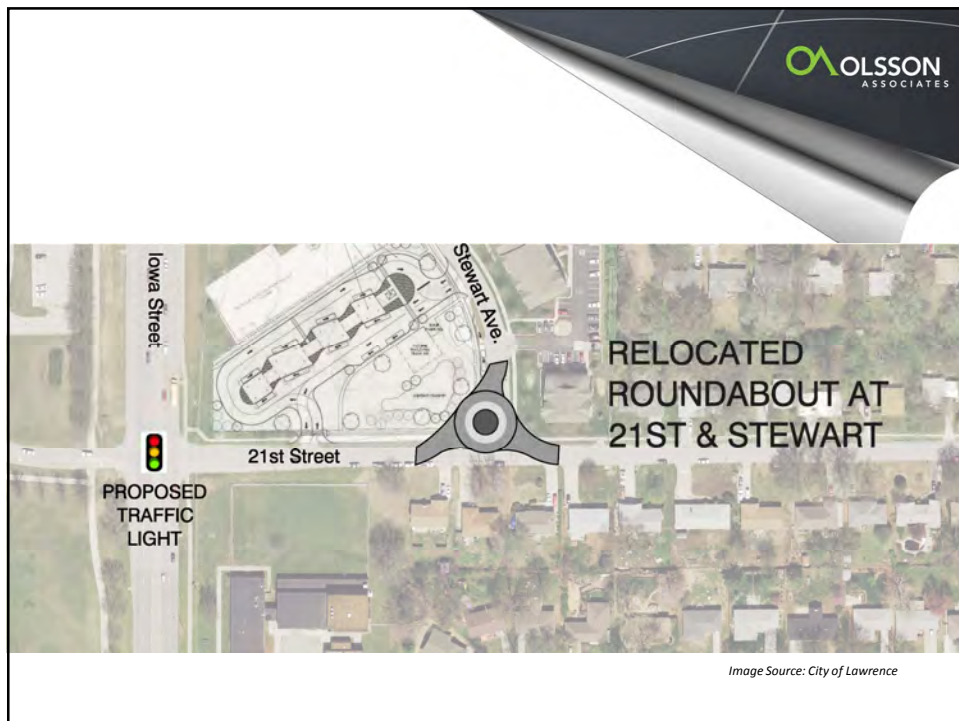 OA OLSSON
ASSOCIATES
Iowa Street
Stewart Ave.
RELOCATED
ROUNDABOUT AT
21ST & STEWART
21st Street
PROPOSED
TRAFFIC
LIGHT
Image Source: City of Lawrence